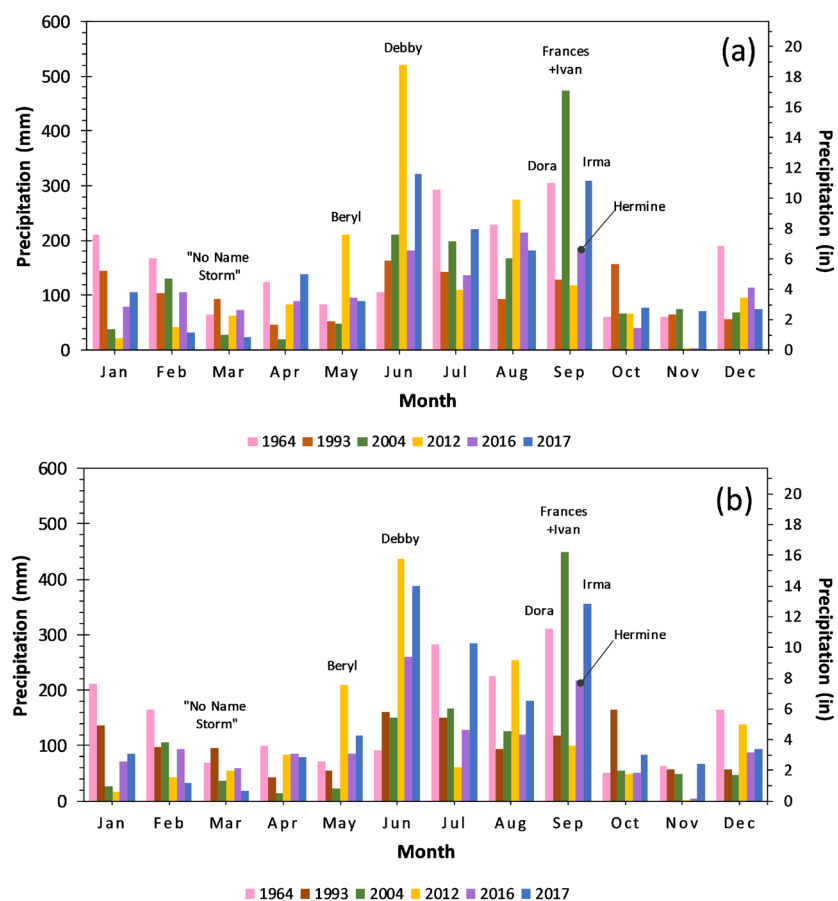 (a)
Precipitation (mm)
600
500
400
300
200
100
0
20
18
16
14
12
10
8
6
4
2
0
Precipitation (in)
Debby
Frances
+Ivan
Dora
Irma
Hermine
Beryl
"No Name
Storm"
Jan Feb Mar Apr May Jun Jul Aug Sep Oct Nov Dec
Month
1964 1993 2004 2012 2016 2017
(b)
Precipitation (mm)
600
500
400
300
200
100
0
20
18
16
14
12
10
8
6
4
2
0
Precipitation (in)
Frances
+Ivan
Debby
Dora
Irma
Hermine
Beryl
"No Name
Storm"
Jan Feb Mar Apr May Jun Jul Aug Sep Oct Nov Dec
Month
1964 1993 2004 2012 2016 2017